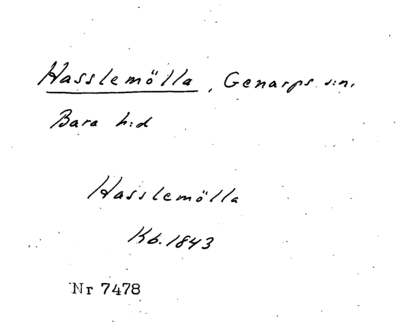 Hasslemölla, Genarps s:n,
Bara h:d
Hasslemölla
Kb. 1843
Nr 7478